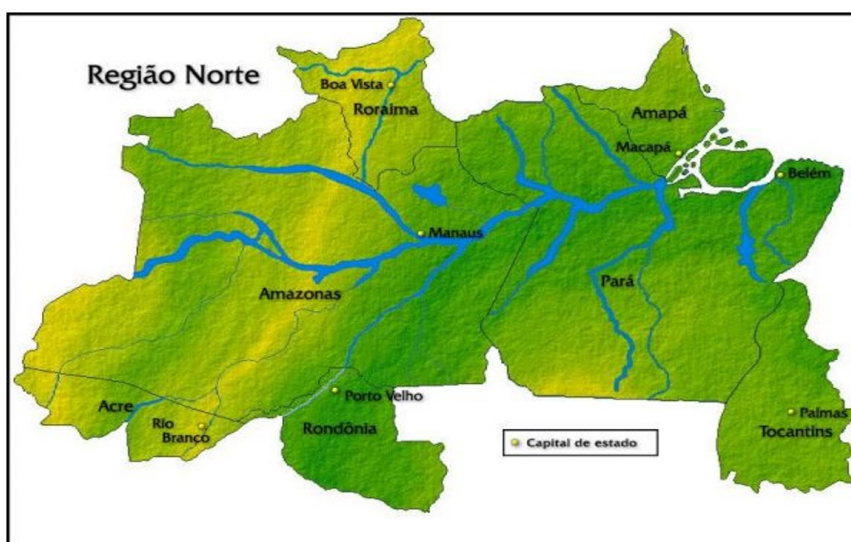 Região Norte
Boa Vista
Roraima
Amapá
Macapá
Belém
Manaus
Amazonas
Pará
Acre
Rio
Branco
Porto Velho
Rondônia
Palmas
Tocantins
Capital de estado